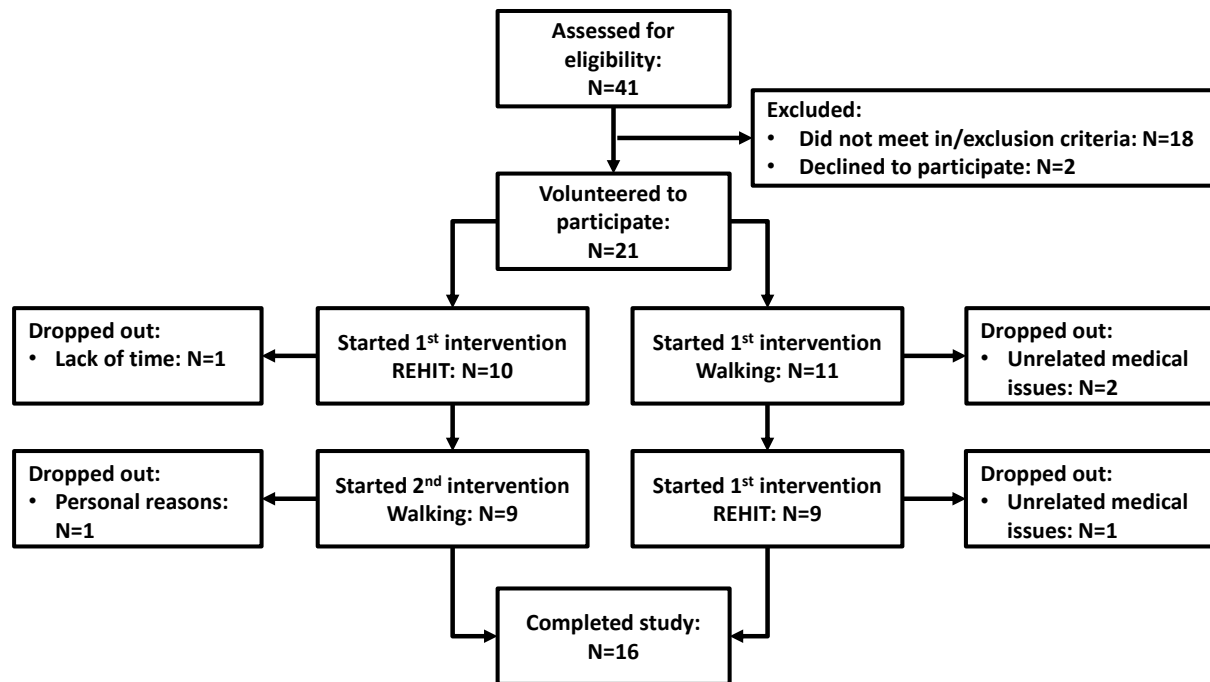 Assessed for
eligibility:
N=41
Excluded:
• Did not meet in/exclusion criteria: N=18
• Declined to participate: N=2
Volunteered to
participate:
N=21
Dropped out:
• Lack of time: N=1
Started 1st intervention
REHIT: N=10
Started 1st intervention
Walking: N=11
Dropped out:
• Unrelated medical
issues: N=2
Dropped out:
• Personal reasons:
N=1
Started 2nd intervention
Walking: N=9
Started 1st intervention
REHIT: N=9
Dropped out:
• Unrelated medical
issues: N=1
Completed study:
N=16